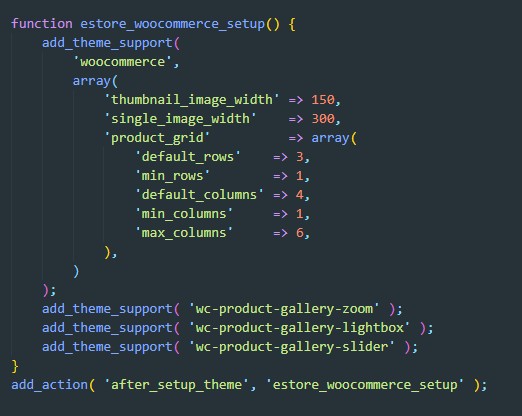 function estore_woocommerce_setup() {
    add_theme_support(
        'woocommerce',
        array(
            'thumbnail_image_width' => 150,
            'single_image_width'    => 300,
            'product_grid'          => array(
                'default_rows'    => 3,
                'min_rows'        => 1,
                'default_columns' => 4,
                'min_columns'     => 1,
                'max_columns'     => 6,
            ),
        )
    );
    add_theme_support( 'wc-product-gallery-zoom' );
    add_theme_support( 'wc-product-gallery-lightbox' );
    add_theme_support( 'wc-product-gallery-slider' );
}
add_action( 'after_setup_theme', 'estore_woocommerce_setup' );